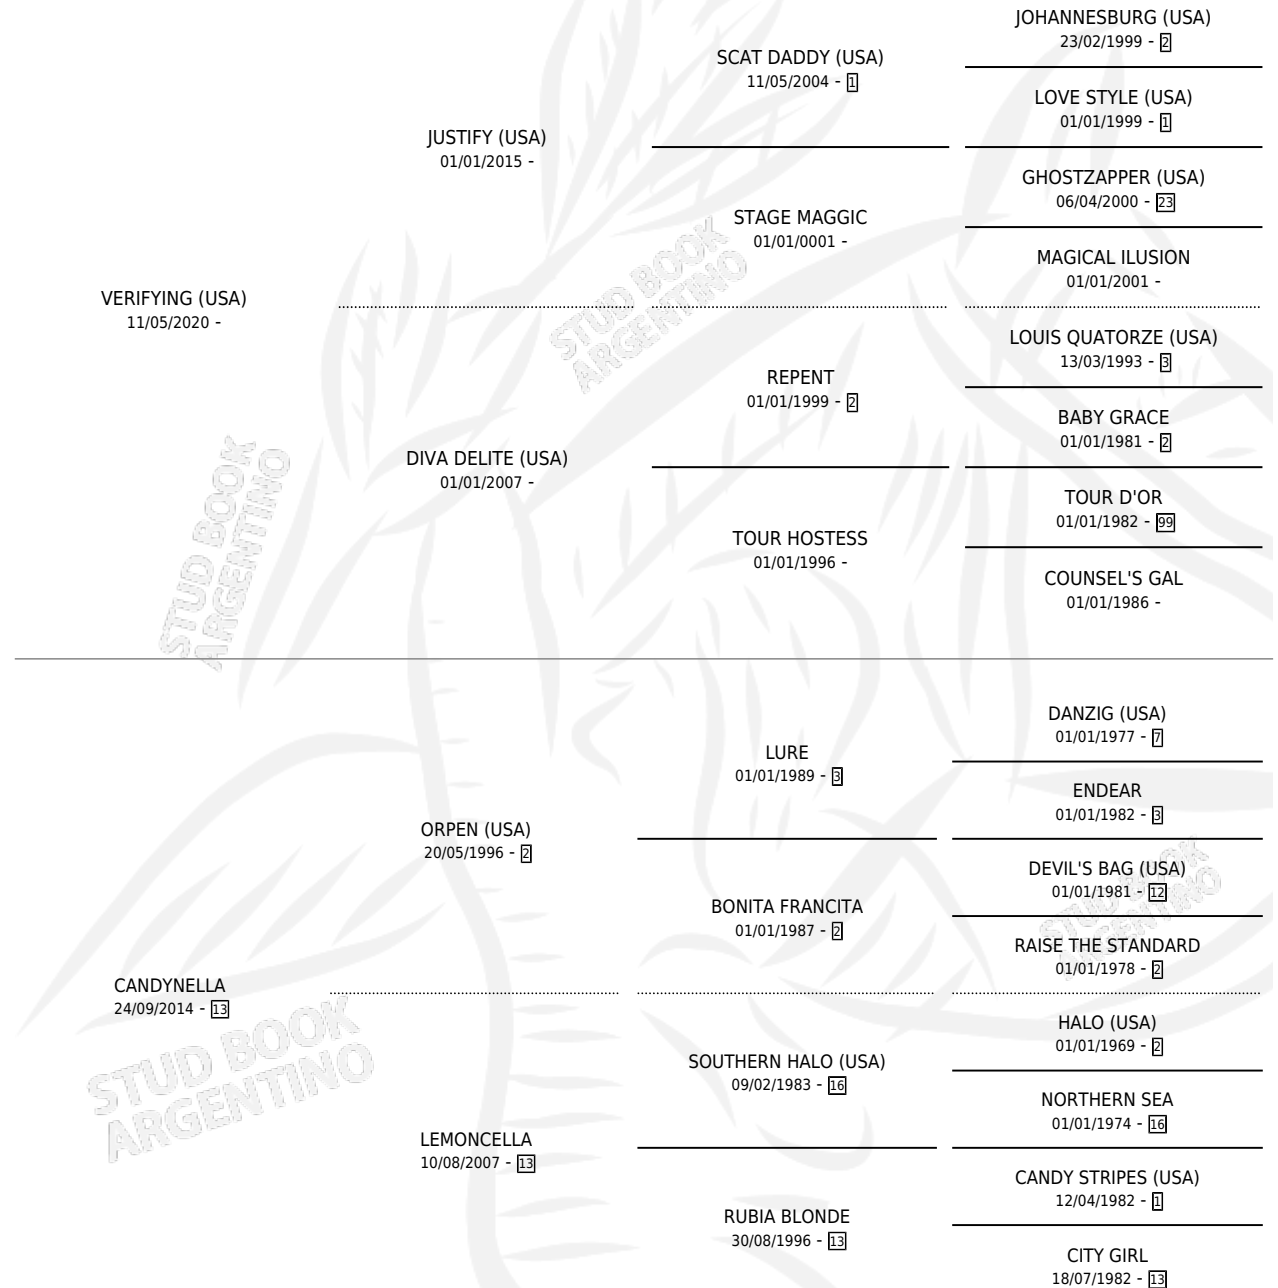 JOHANNESBURG (USA)
23/02/1999 - 2
SCAT DADDY (USA)
11/05/2004 - 1
LOVE STYLE (USA)
01/01/1999 - 1
JUSTIFY (USA)
01/01/2015 -
GHOSTZAPPER (USA)
06/04/2000 - 23
STAGE MAGGIC
01/01/0001 -
MAGICAL ILUSION
01/01/2001 -
VERIFYING (USA)
11/05/2020 -
LOUIS QUATORZE (USA)
13/03/1993 - 3
REPENT
01/01/1999 - 2
BABY GRACE
01/01/1981 - 2
DIVA DELITE (USA)
01/01/2007 -
TOUR D'OR
01/01/1982 - 99
TOUR HOSTESS
01/01/1996 -
COUNSEL'S GAL
01/01/1986 -
STUD BOOK
ARGENTINO
STUD BOOK
ARGENTINO
DANZIG (USA)
01/01/1977 - 7
LURE
01/01/1989 - 3
ENDEAR
01/01/1982 - 3
ORPEN (USA)
20/05/1996 - 2
DEVIL'S BAG (USA)
01/01/1981 - 12
BONITA FRANCITA
01/01/1987 - 2
RAISE THE STANDARD
01/01/1978 - 2
CANDYNELLA
24/09/2014 - 13
HALO (USA)
01/01/1969 - 2
SOUTHERN HALO (USA)
09/02/1983 - 16
NORTHERN SEA
01/01/1974 - 16
LEMONCELLA
10/08/2007 - 13
CANDY STRIPES (USA)
12/04/1982 - 1
RUBIA BLONDE
30/08/1996 - 13
CITY GIRL
18/07/1982 - 13
STUD BOOK
ARGENTINO
STUD BOOK
ARGENTINO